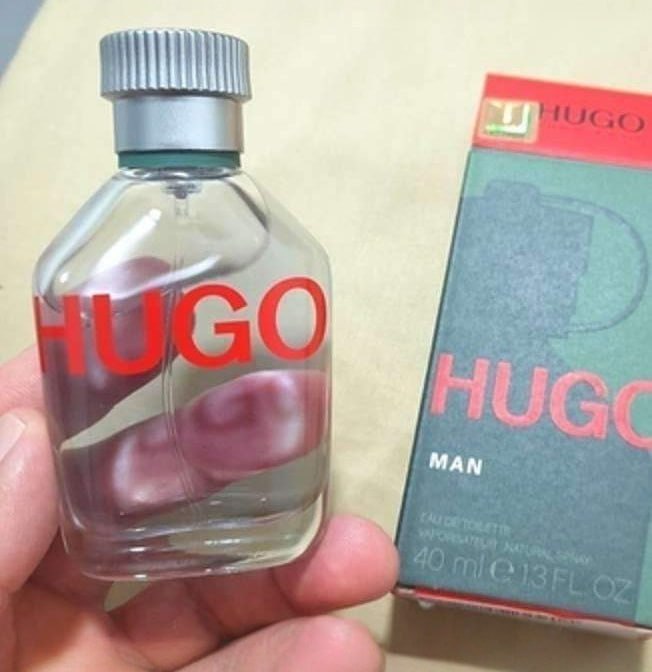 HUGO
HUGO
HUGO
MAN
EAU DE TOILETTE
VAPORISATEUR NATURAL SPRAY
40 ml e 1.3 FL. OZ